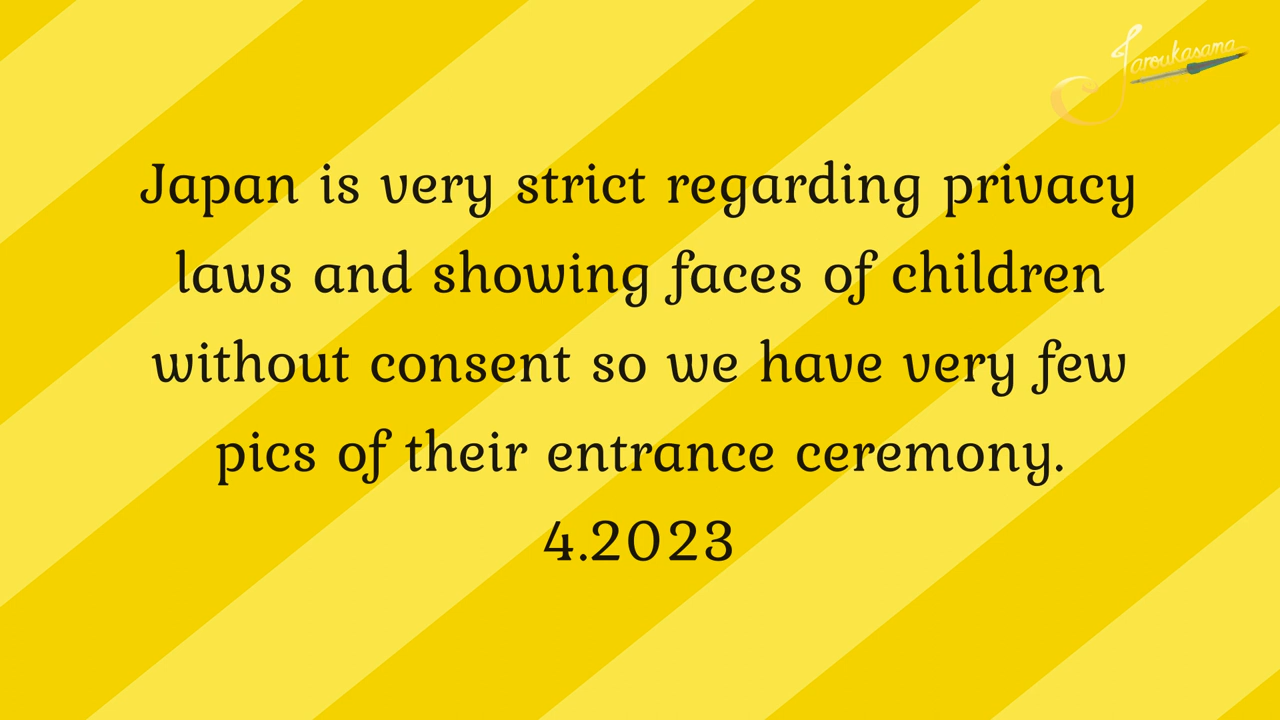 Jaroukasama
Japan is very strict regarding privacy
laws and showing faces of children
without consent so we have very few
pics of their entrance ceremony.
4.2023